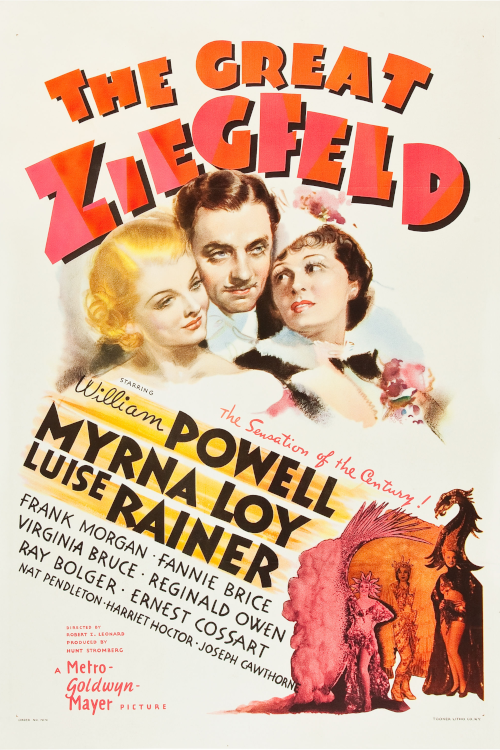 THE GREAT
ZIEGFELD
STARRING
William POWELL
The Sensation of the Century!
MYRNA LOY
LUISE RAINER
FRANK MORGAN · FANNIE BRICE
VIRGINIA BRUCE · REGINALD OWEN
RAY BOLGER · ERNEST COSSART
NAT PENDLETON · HARRIET HOCTOR · JOSEPH CAWTHORNE
DIRECTED BY
ROBERT Z. LEONARD
PRODUCED BY
HUNT STROMBERG
A Metro-
Goldwyn-
Mayer PICTURE